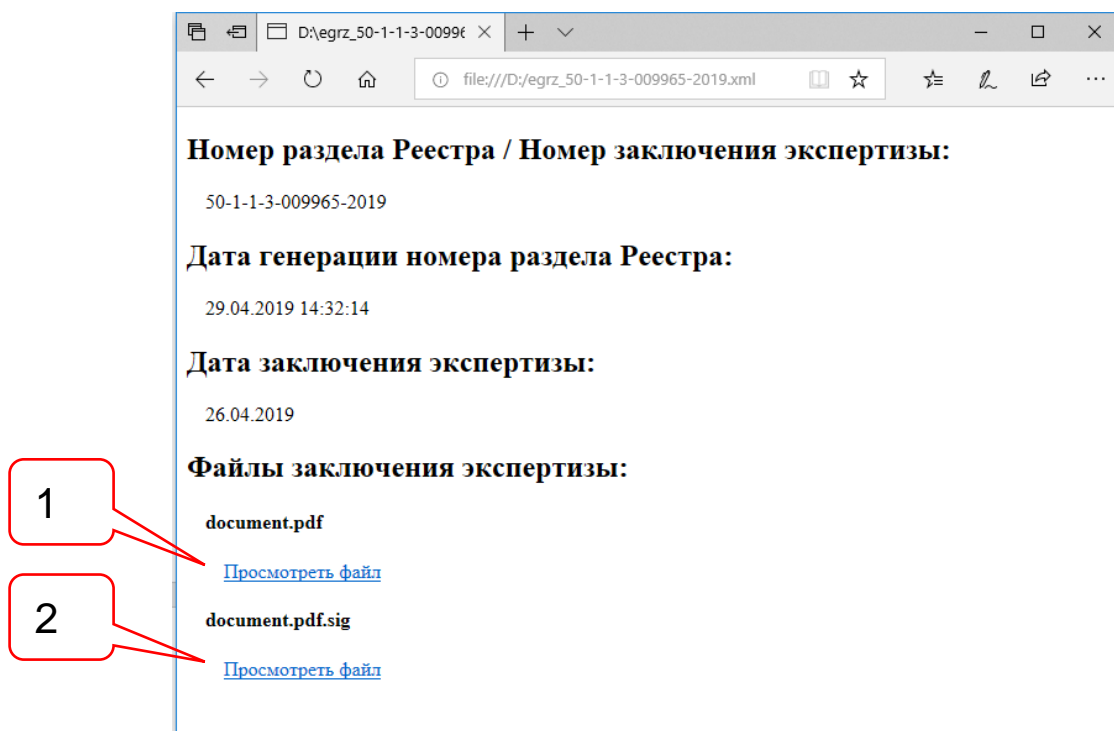 D:\egrz_50-1-1-3-0099
file:///D:/egrz_50-1-1-3-009965-2019.xml
Номер раздела Реестра / Номер заключения экспертизы:
50-1-1-3-009965-2019
Дата генерации номера раздела Реестра:
29.04.2019 14:32:14
Дата заключения экспертизы:
26.04.2019
Файлы заключения экспертизы:
document.pdf
1
Просмотреть файл
document.pdf.sig
2
Просмотреть файл